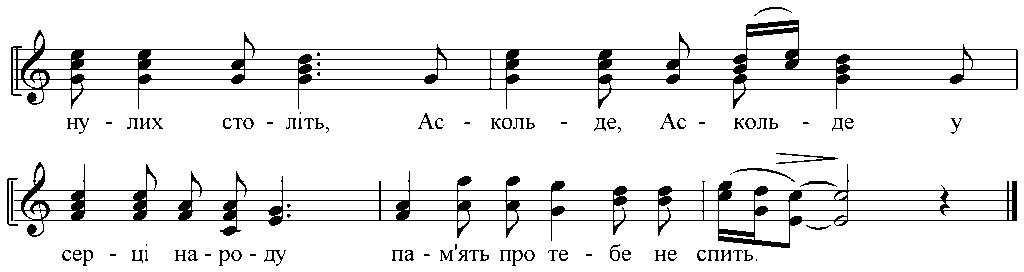 ну - лих сто - літ, Ас - коль - де, Ас - коль - де у
сер - ці на - ро - ду па - м'ять про те - бе не спить.